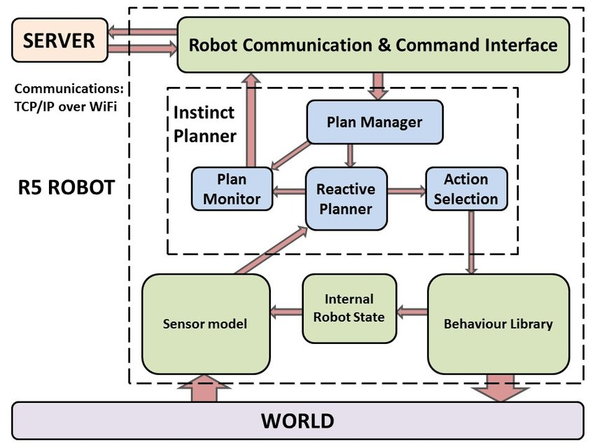 SERVER
Robot Communication & Command Interface
Communications:
TCP/IP over WiFi
Instinct
Planner
Plan Manager
R5 ROBOT
Plan
Monitor
Reactive
Planner
Action
Selection
Sensor model
Internal
Robot State
Behaviour Library
WORLD